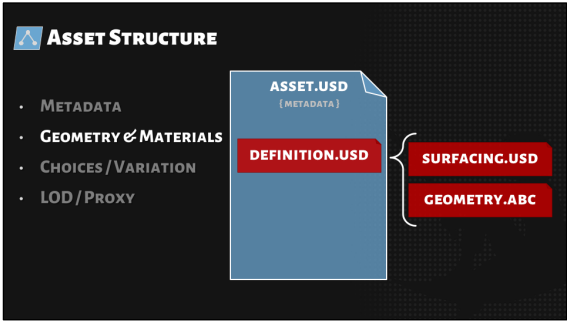 Asset Structure
• Metadata
• Geometry & Materials
• Choices / Variation
• LOD / Proxy
ASSET.USD
{ METADATA }
DEFINITION.USD
SURFACING.USD
GEOMETRY.ABC